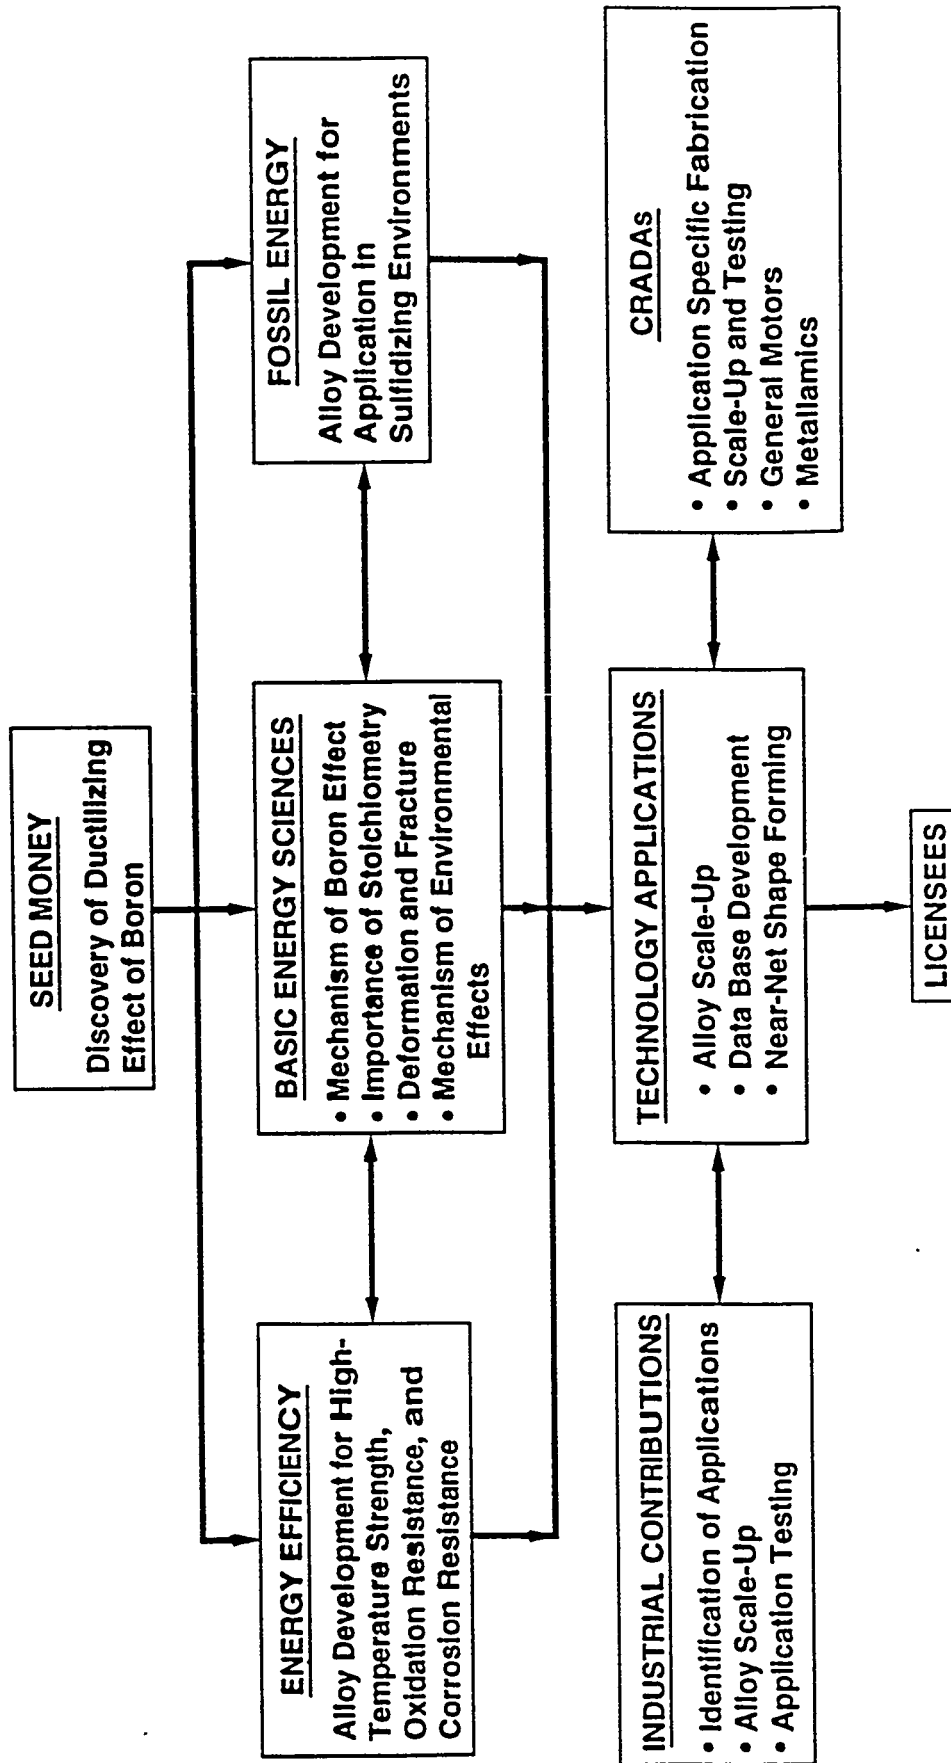 SEED MONEY
Discovery of Ductilizing
Effect of Boron
ENERGY EFFICIENCY
Alloy Development for High-
Temperature Strength,
Oxidation Resistance, and
Corrosion Resistance
BASIC ENERGY SCIENCES
• Mechanism of Boron Effect
• Importance of Stoichiometry
• Deformation and Fracture
• Mechanism of Environmental
Effects
FOSSIL ENERGY
Alloy Development for
Application in
Sulfidizing Environments
INDUSTRIAL CONTRIBUTIONS
• Identification of Applications
• Alloy Scale-Up
• Application Testing
TECHNOLOGY APPLICATIONS
• Alloy Scale-Up
• Data Base Development
• Near-Net Shape Forming
CRADAs
• Application Specific Fabrication
• Scale-Up and Testing
• General Motors
• Metallamics
LICENSEES